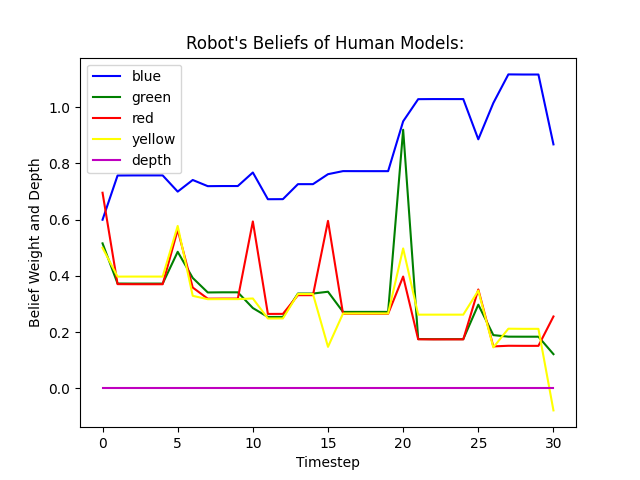 Robot's Beliefs of Human Models:
blue
green
red
yellow
depth
Belief Weight and Depth
1.0
0.8
0.6
0.4
0.2
0.0
0 5 10 15 20 25 30
Timestep